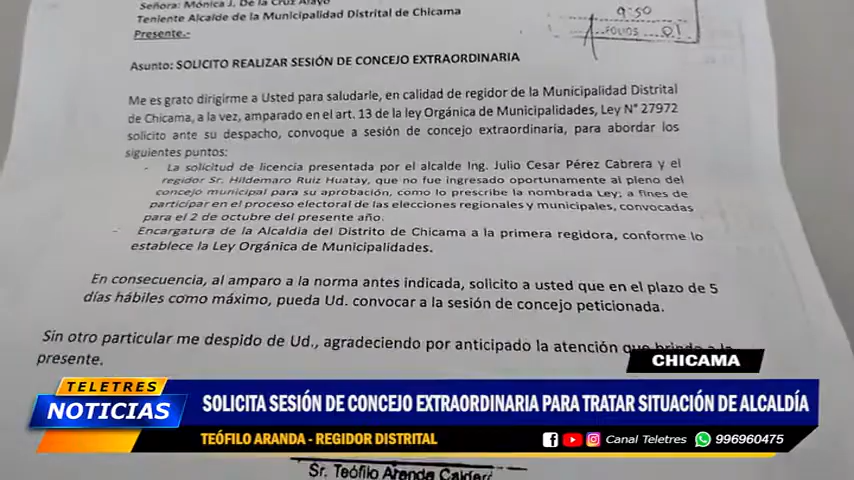 Señora: Mónica J. De la Cruz Alayo
Teniente Alcalde de la Municipalidad Distrital de Chicama
Presente.-
9:50
FOLIOS 01
Asunto: SOLICITO REALIZAR SESIÓN DE CONCEJO EXTRAORDINARIA
Me es grato dirigirme a Usted para saludarle, en calidad de regidor de la Municipalidad Distrital
de Chicama, a la vez, amparado en el art. 13 de la ley Orgánica de Municipalidades, Ley N° 27972
solicito ante su despacho, convoque a sesión de concejo extraordinaria, para abordar los
siguientes puntos:
- La solicitud de licencia presentada por el alcalde Ing. Julio Cesar Pérez Cabrera y el
regidor Sr. Hildemaro Ruiz Huatay, que no fue ingresado oportunamente al pleno del
concejo municipal para su aprobación, como lo prescribe la nombrada Ley; a fines de
participar en el proceso electoral de las elecciones regionales y municipales, convocadas
para el 2 de octubre del presente año.
- Encargatura de la Alcaldía del Distrito de Chicama a la primera regidora, conforme lo
establece la Ley Orgánica de Municipalidades.
En consecuencia, al amparo a la norma antes indicada, solicito a usted que en el plazo de 5
días hábiles como máximo, pueda Ud. convocar a la sesión de concejo peticionada.
Sin otro particular me despido de Ud., agradeciendo por anticipado la atención que brinde a la
presente.
CHICAMA
TELETRES
NOTICIAS
SOLICITA SESIÓN DE CONCEJO EXTRAORDINARIA PARA TRATAR SITUACIÓN DE ALCALDÍA
TEÓFILO ARANDA - REGIDOR DISTRITAL
Canal Teletres 996960475
Sr. Teófilo Aranda